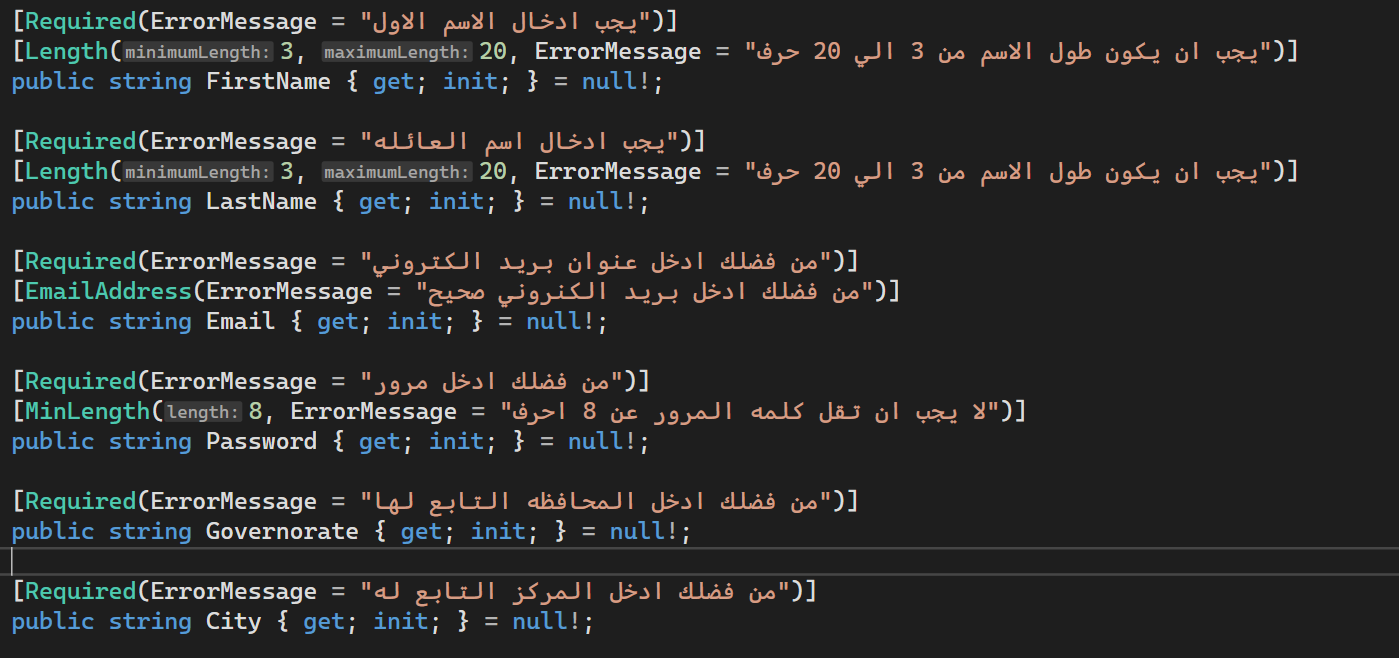 [Required(ErrorMessage = "يجب ادخال الاسم الاول")]
[Length(minimumLength: 3, maximumLength: 20, ErrorMessage = "يجب ان يكون طول الاسم من 3 الي 20 حرف")]
public string FirstName { get; init; } = null!;
[Required(ErrorMessage = "يجب ادخال اسم العائله")]
[Length(minimumLength: 3, maximumLength: 20, ErrorMessage = "يجب ان يكون طول الاسم من 3 الي 20 حرف")]
public string LastName { get; init; } = null!;
[Required(ErrorMessage = "من فضلك ادخل عنوان بريد الكتروني")]
[EmailAddress(ErrorMessage = "من فضلك ادخل بريد الكنروني صحيح")]
public string Email { get; init; } = null!;
[Required(ErrorMessage = "من فضلك ادخل مرور")]
[MinLength(length: 8, ErrorMessage = "لا يجب ان تقل كلمه المرور عن 8 احرف")]
public string Password { get; init; } = null!;
[Required(ErrorMessage = "من فضلك ادخل المحافظه التابع لها")]
public string Governorate { get; init; } = null!;
[Required(ErrorMessage = "من فضلك ادخل المركز التابع له")]
public string City { get; init; } = null!;